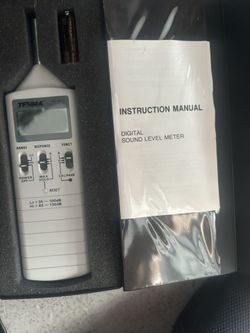 TENMA
RANGE RESPONSE FUNCT
POWER
MAX
CAL94dB
RESET
Lo : 35 ~ 100dB
Hi : 65 ~ 130dB
INSTRUCTION MANUAL
DIGITAL
SOUND LEVEL METER